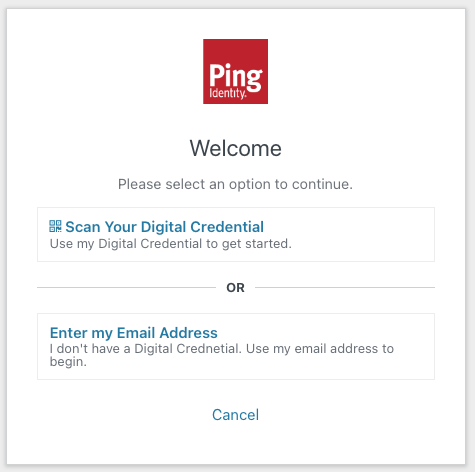 Ping
Identity.
Welcome
Please select an option to continue.
Scan Your Digital Credential
Use my Digital Credential to get started.
OR
Enter my Email Address
I don't have a Digital Crednetial. Use my email address to
begin.
Cancel